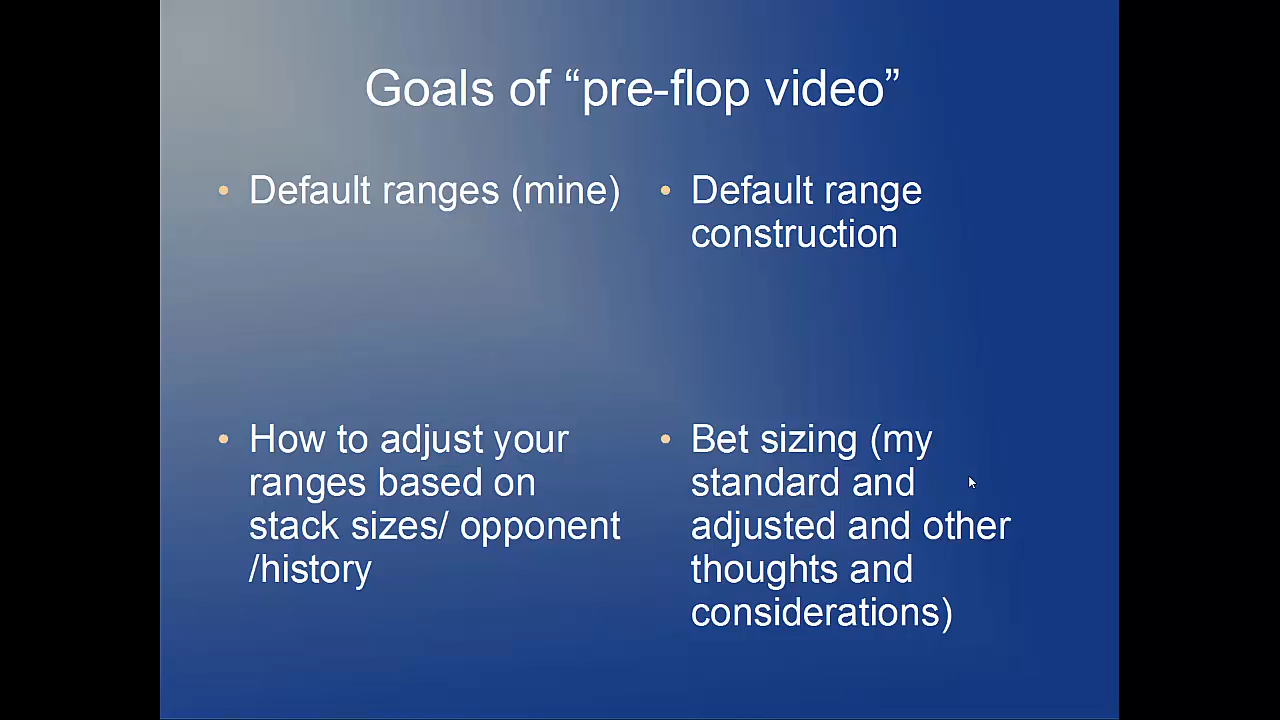 Goals of “pre-flop video”
• Default ranges (mine)
• Default range
construction
• How to adjust your
ranges based on
stack sizes/ opponent
/history
• Bet sizing (my
standard and
adjusted and other
thoughts and
considerations)